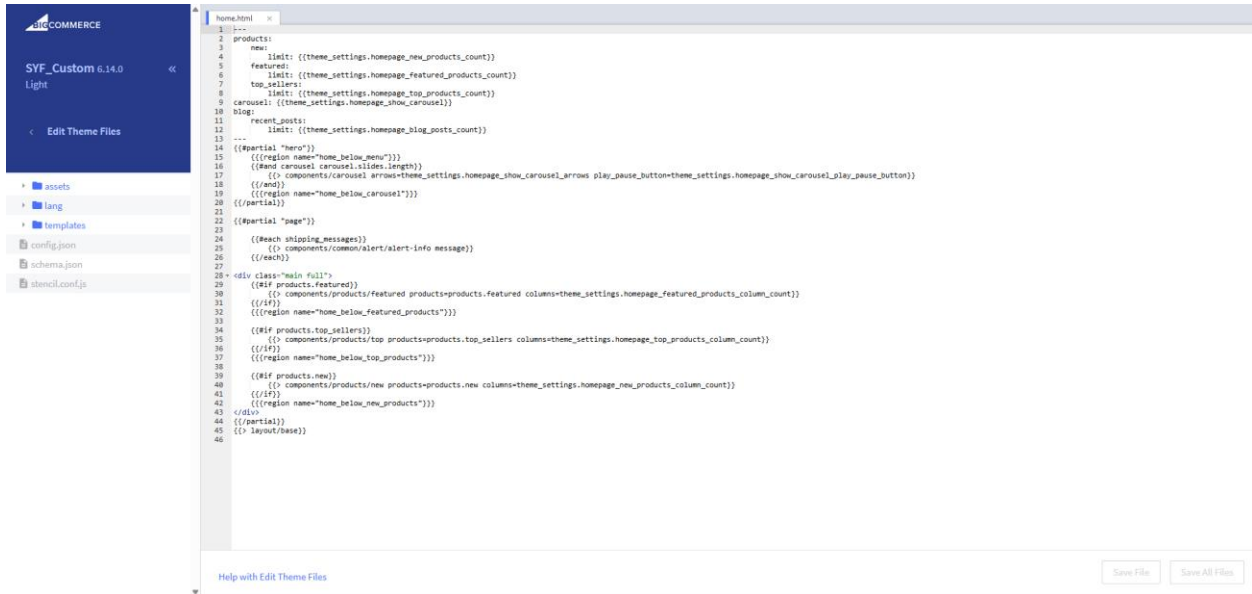 BIGCOMMERCE
SYF_Custom 6.14.0 «
Light
‹ Edit Theme Files
assets
lang
templates
config.json
schema.json
stencil.conf.js
home.html ×
1 ---
2 products:
3 new:
4 limit: {{theme_settings.homepage_new_products_count}}
5 featured:
6 limit: {{theme_settings.homepage_featured_products_count}}
7 top_sellers:
8 limit: {{theme_settings.homepage_top_products_count}}
9 carousel: {{theme_settings.homepage_show_carousel}}
10 blog:
11 recent_posts:
12 limit: {{theme_settings.homepage_blog_posts_count}}
13 ---
14 {{#partial "hero"}}
15 {{{region name="home_below_menu"}}}
16 {{#and carousel carousel.slides.length}}
17 {{> components/carousel arrows=theme_settings.homepage_show_carousel_arrows play_pause_button=theme_settings.homepage_show_carousel_play_pause_button}}
18 {{/and}}
19 {{{region name="home_below_carousel"}}}
20 {{/partial}}
21
22 {{#partial "page"}}
23
24 {{#each shipping_messages}}
25 {{> components/common/alert/alert-info message}}
26 {{/each}}
27
28 <div class="main full">
29 {{#if products.featured}}
30 {{> components/products/featured products=products.featured columns=theme_settings.homepage_featured_products_column_count}}
31 {{/if}}
32 {{{region name="home_below_featured_products"}}}
33
34 {{#if products.top_sellers}}
35 {{> components/products/top products=products.top_sellers columns=theme_settings.homepage_top_products_column_count}}
36 {{/if}}
37 {{{region name="home_below_top_products"}}}
38
39 {{#if products.new}}
40 {{> components/products/new products=products.new columns=theme_settings.homepage_new_products_column_count}}
41 {{/if}}
42 {{{region name="home_below_new_products"}}}
43 </div>
44 {{/partial}}
45 {{> layout/base}}
46
Help with Edit Theme Files
Save File
Save All Files